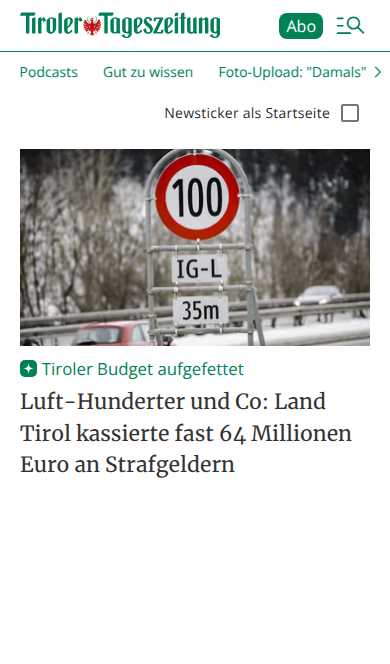 Tiroler Tageszeitung
Abo
Podcasts Gut zu wissen Foto-Upload: "Damals"
Newsticker als Startseite
100
IG-L
35m
Tiroler Budget aufgefettet
Luft-Hunderter und Co: Land
Tirol kassierte fast 64 Millionen
Euro an Strafgeldern